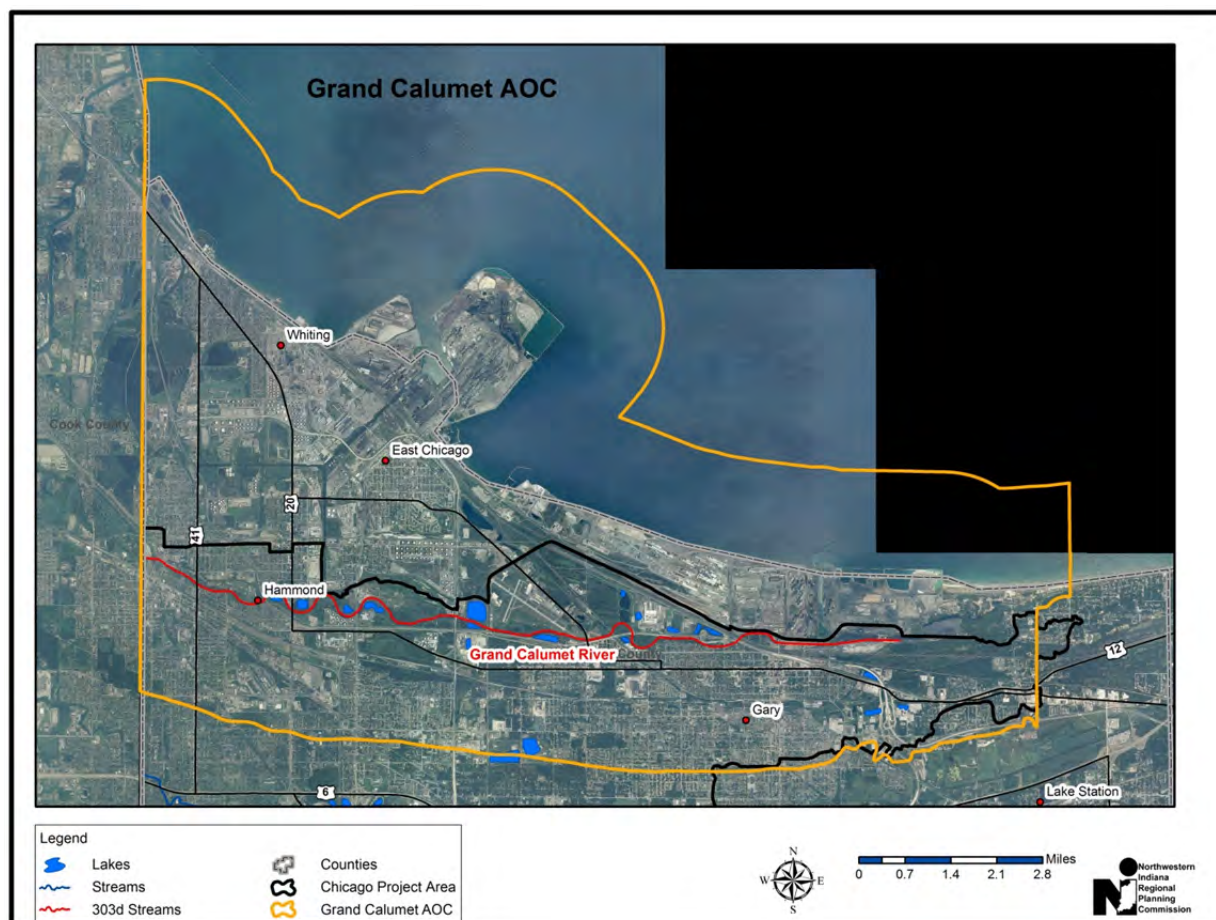 Grand Calumet AOC
Whiting
Cook County
East Chicago
20
41
Hammond
Grand Calumet River
County
12
Gary
6
Lake Station
Legend
Lakes
Streams
303d Streams
Counties
Chicago Project Area
Grand Calumet AOC
N
W
E
S
Miles
0 0.7 1.4 2.1 2.8
Northwestern
Indiana
Regional
Planning
Commission